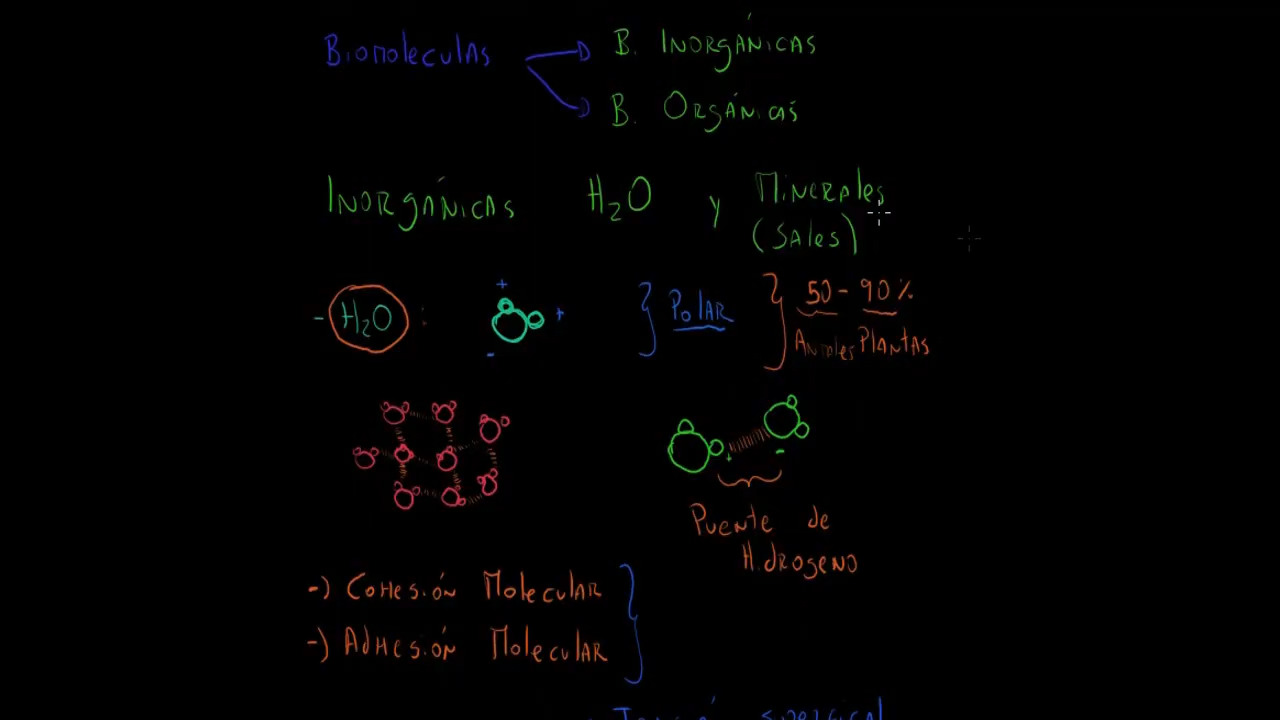 Biomoleculas
B. Inorgánicas
B. Orgánicas
Inorgánicas H₂O y Minerales
(Sales)
- H₂O :
+
+
-
} Polar } 50 - 90 %
Plantas
+ -
Puente de
Hidrogeno
-) Cohesión Molecular
-) Adhesión Molecular